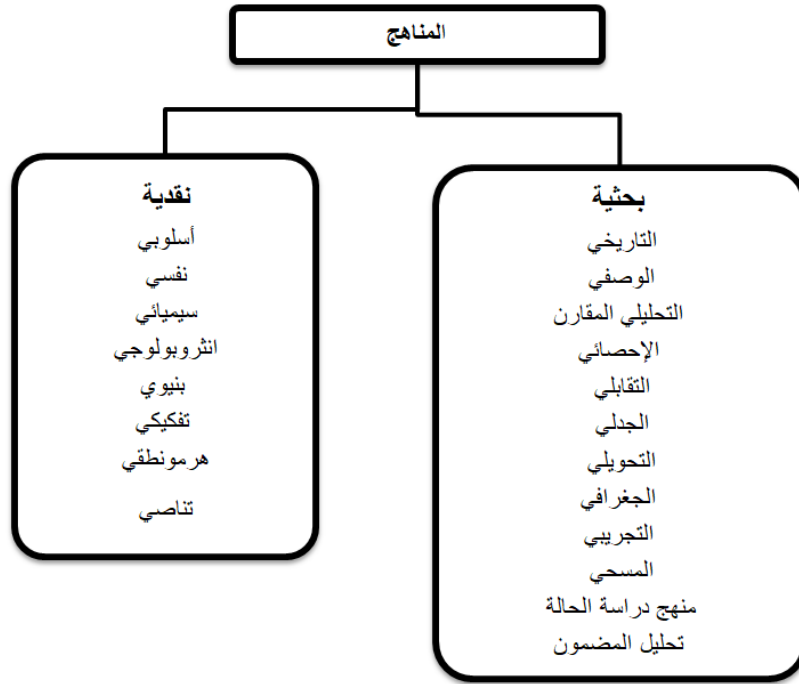 المناهج
بحثية
التاريخي
الوصفي
التحليلي المقارن
الإحصائي
التقابلي
الجدلي
التحويلي
الجغرافي
التجريبي
المسحي
منهج دراسة الحالة
تحليل المضمون
نقدية
أسلوبي
نفسي
سيميائي
انثروبولوجي
بنيوي
تفكيكي
هرمونطقي
تناصي